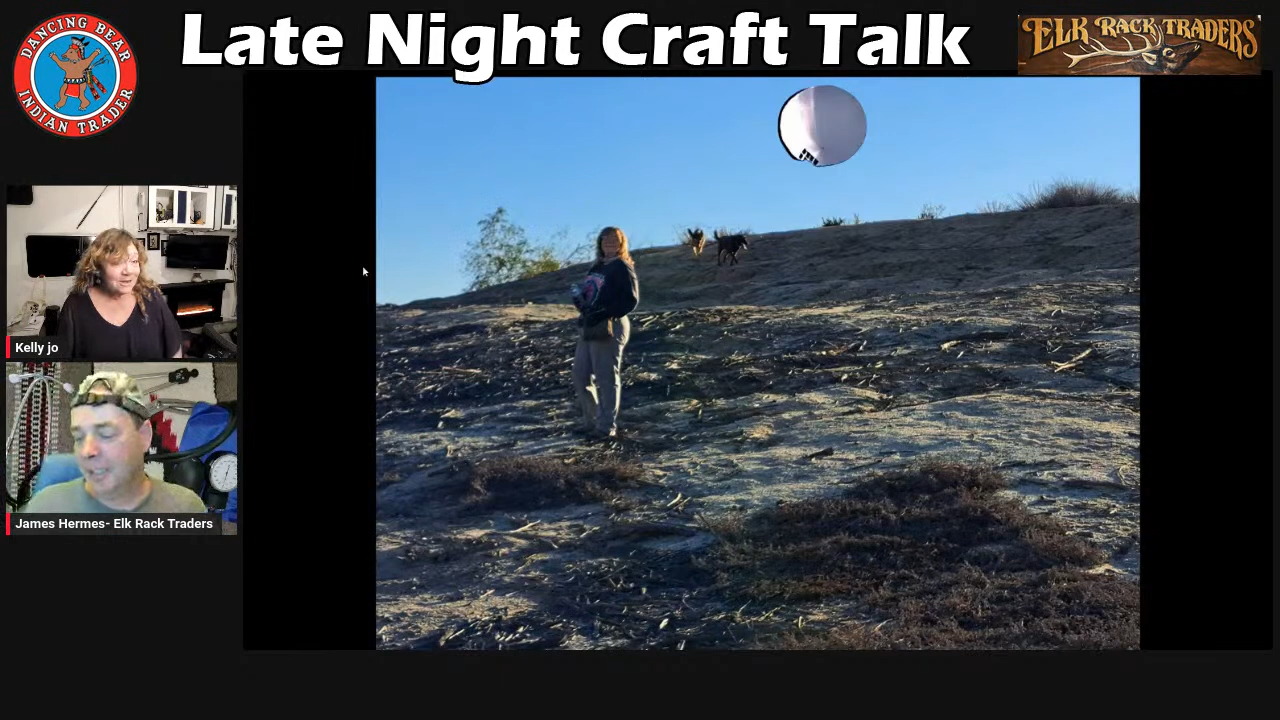 Late Night Craft Talk
DANCING BEAR
INDIAN TRADER
ELK RACK TRADERS
Kelly jo
James Hermes- Elk Rack Traders